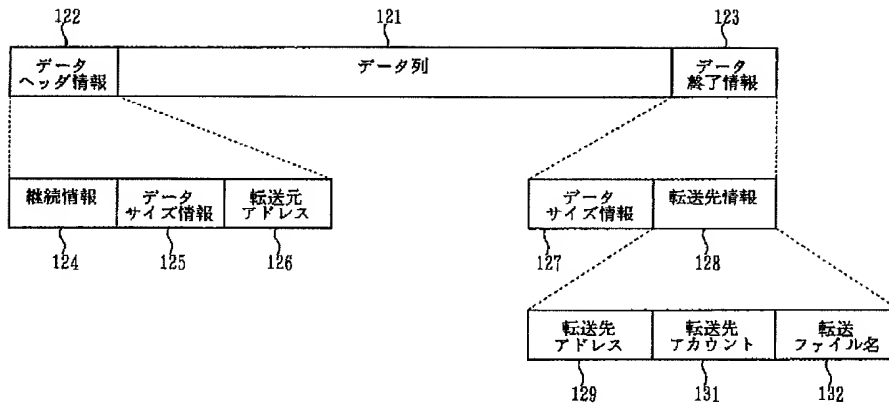 122
121
123
データ
ヘッダ情報
データ列
データ
終了情報
継続情報
データ
サイズ情報
転送元
アドレス
データ
サイズ情報
転送先情報
124
125
126
127
128
転送先
アドレス
転送先
アカウント
転送
ファイル名
129
131
132